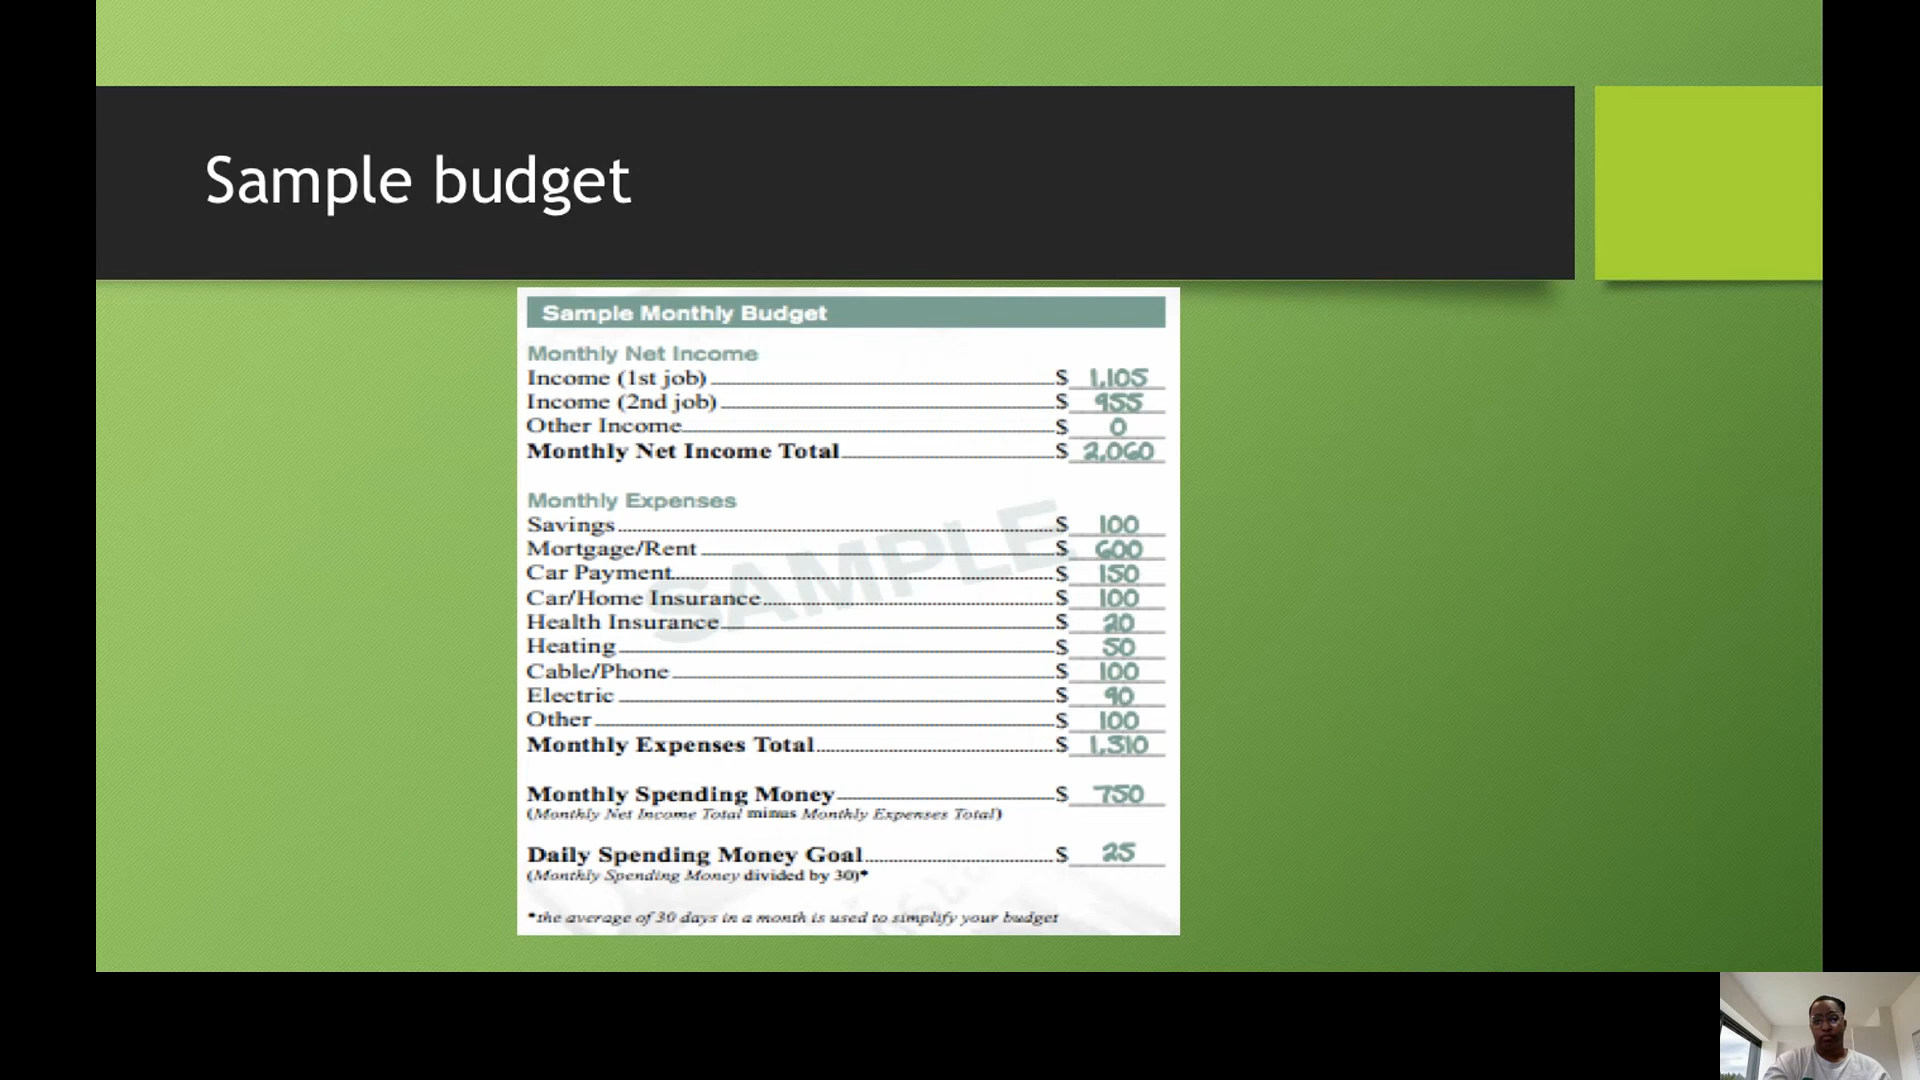 Sample budget
Sample Monthly Budget
Monthly Net Income
Income (1st job) $ 1,105
Income (2nd job) $ 955
Other Income $ 0
Monthly Net Income Total $ 2,060
Monthly Expenses
Savings $ 100
Mortgage/Rent $ 600
Car Payment $ 150
Car/Home Insurance $ 100
Health Insurance $ 20
Heating $ 50
Cable/Phone $ 100
Electric $ 90
Other $ 100
Monthly Expenses Total $ 1,310
SAMPLE
Monthly Spending Money $ 750
(Monthly Net Income Total minus Monthly Expenses Total)
Daily Spending Money Goal $ 25
(Monthly Spending Money divided by 30)*
*the average of 30 days in a month is used to simplify your budget